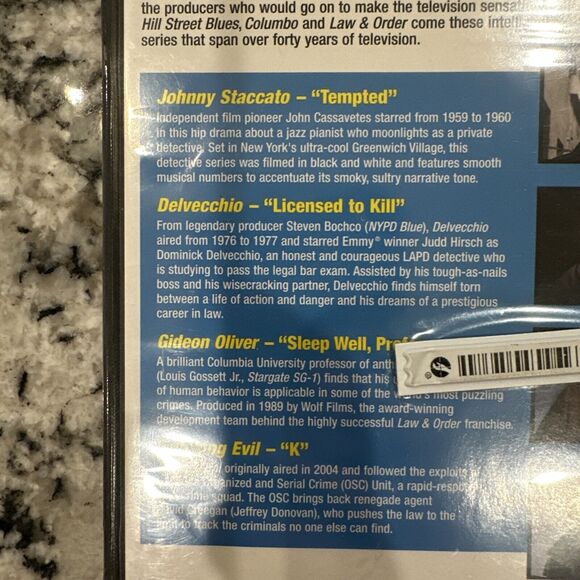 the producers who would go on to make the television
Hill Street Blues, Columbo and Law & Order come these
series that span over forty years of television.
Johnny Staccato – “Tempted”
Independent film pioneer John Cassavetes starred from 1959 to 1960
in this hip drama about a jazz pianist who moonlights as a private
detective. Set in New York's ultra-cool Greenwich Village, this
detective series was filmed in black and white and features smooth
musical numbers to accentuate its smoky, sultry narrative tone.
Delvecchio – “Licensed to Kill”
From legendary producer Steven Bochco (NYPD Blue), Delvecchio
aired from 1976 to 1977 and starred Emmy® winner Judd Hirsch as
Dominick Delvecchio, an honest and courageous LAPD detective who
is studying to pass the legal bar exam. Assisted by his tough-as-nails
boss and his wisecracking partner, Delvecchio finds himself torn
between a life of action and danger and his dreams of a prestigious
career in law.
Gideon Oliver – “Sleep Well,
A brilliant Columbia University professor of
(Louis Gossett Jr., Stargate SG-1) finds that his
of human behavior is applicable in some of the most puzzling
crimes. Produced in 1989 by Wolf Films, the award-winning
development team behind the highly successful Law & Order franchise.
Evil – “K”
originally aired in 2004 and followed the exploits of
and Serial Crime (OSC) Unit, a
squad. The OSC brings back renegade agent
(Jeffrey Donovan), who pushes the law to the
to track the criminals no one else can find.